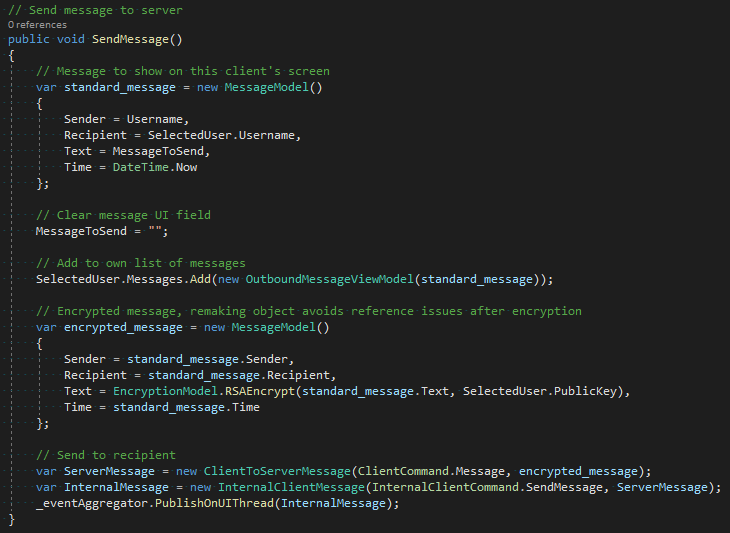 // Send message to server
0 references
public void SendMessage()
{
// Message to show on this client's screen
var standard_message = new MessageModel()
{
Sender = Username,
Recipient = SelectedUser.Username,
Text = MessageToSend,
Time = DateTime.Now
};
// Clear message UI field
MessageToSend = "";
// Add to own list of messages
SelectedUser.Messages.Add(new OutboundMessageViewModel(standard_message));
// Encrypted message, remaking object avoids reference issues after encryption
var encrypted_message = new MessageModel()
{
Sender = standard_message.Sender,
Recipient = standard_message.Recipient,
Text = EncryptionModel.RSAEncrypt(standard_message.Text, SelectedUser.PublicKey),
Time = standard_message.Time
};
// Send to recipient
var ServerMessage = new ClientToServerMessage(ClientCommand.Message, encrypted_message);
var InternalMessage = new InternalClientMessage(InternalClientCommand.SendMessage, ServerMessage);
_eventAggregator.PublishOnUIThread(InternalMessage);
}